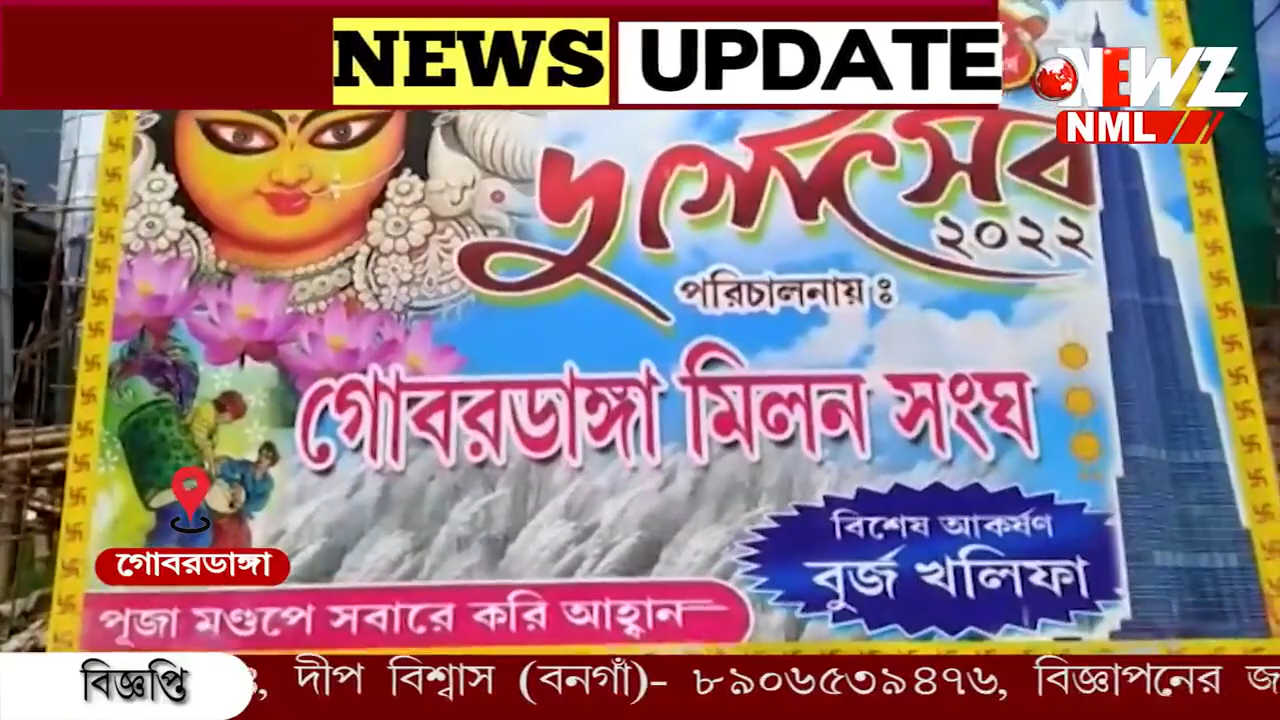 NEWS UPDATE
NEWZ
NML
দুর্গোৎসব
২০২২
পরিচালনায় ঃ
গোবরডাঙ্গা মিলন সংঘ
বিশেষ আকর্ষণ
বুর্জ খলিফা
গোবরডাঙ্গা
পূজা মণ্ডপে সবারে করি আহ্বান
বিজ্ঞপ্তি
দীপ বিশ্বাস (বনগাঁ)- ৮৯০৬৫৩৯৪৭৬, বিজ্ঞাপনের জ